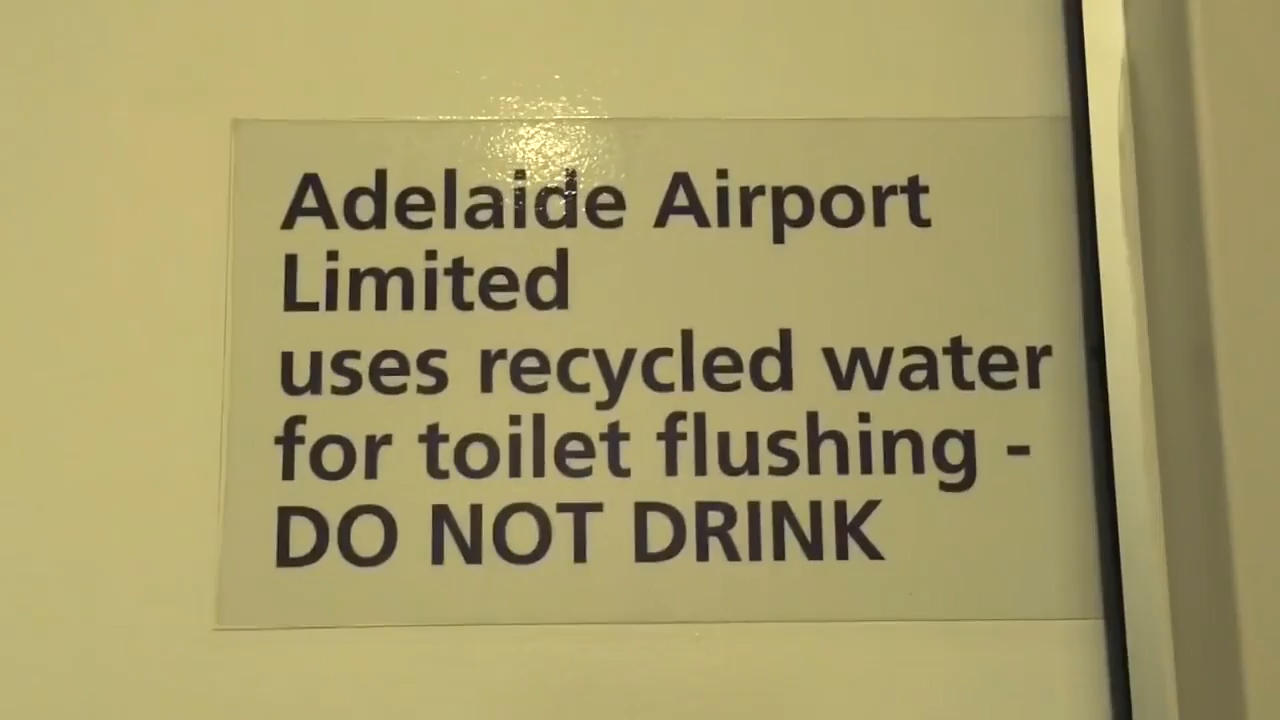 Adelaide Airport
Limited
uses recycled water
for toilet flushing -
DO NOT DRINK